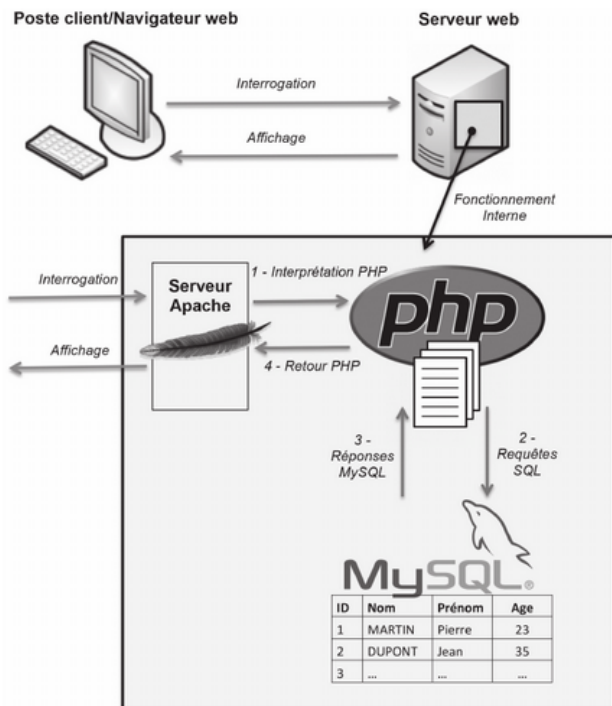 Poste client/Navigateur web
Serveur web
Interrogation
Affichage
Fonctionnement
Interne
Interrogation
Serveur
Apache
1 - Interprétation PHP
php
Affichage
4 - Retour PHP
3 -
Réponses
MySQL
2 -
Requêtes
SQL
MySQL®
ID Nom Prénom Age
1 MARTIN Pierre 23
2 DUPONT Jean 35
3 ... ... ...